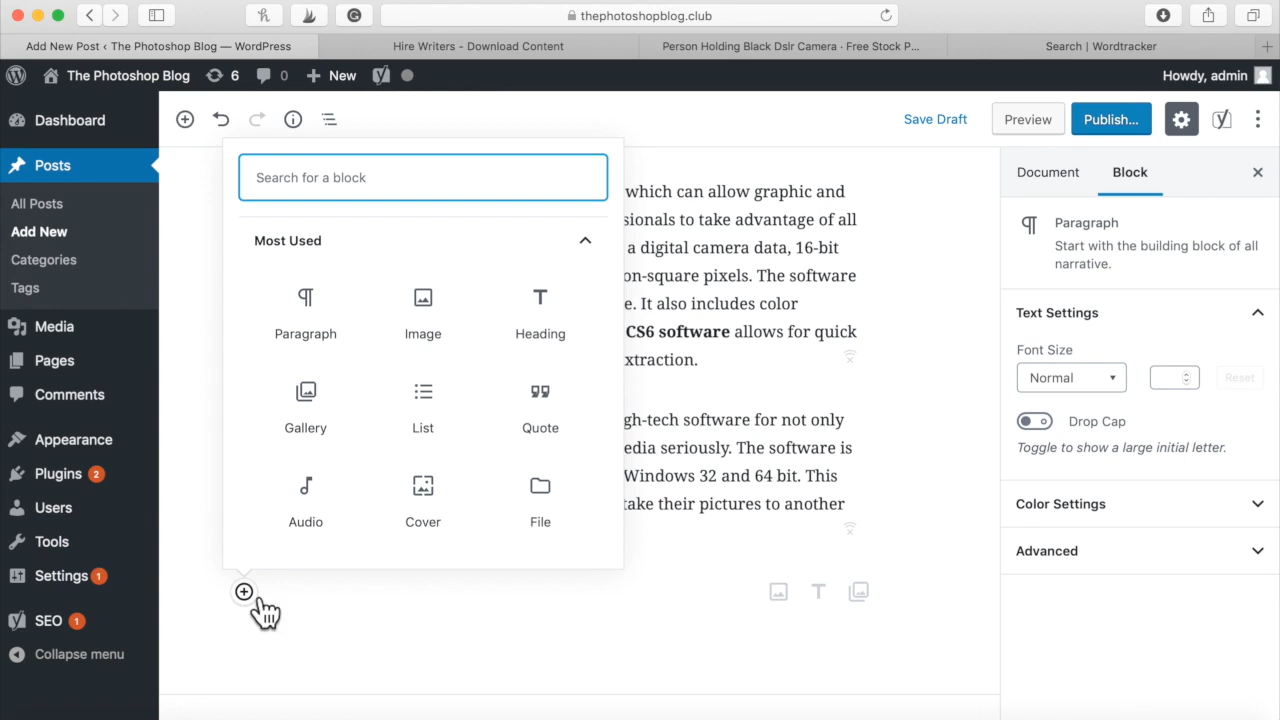 thephotoshopblog.club
Add New Post ‹ The Photoshop Blog — WordPress
Hire Writers - Download Content
Person Holding Black Dslr Camera · Free Stock P...
Search | Wordtracker
The Photoshop Blog
6
0
New
Howdy, admin
Dashboard
Posts
All Posts
Add New
Categories
Tags
Media
Pages
Comments
Appearance
Plugins 2
Users
Tools
Settings 1
SEO 1
Collapse menu
Save Draft
Preview
Publish...
Search for a block
Most Used
Paragraph
Image
Heading
Gallery
List
Quote
Audio
Cover
File
which can allow graphic and
sionals to take advantage of all
a digital camera data, 16-bit
on-square pixels. The software
e. It also includes color
CS6 software allows for quick
xtraction.
gh-tech software for not only
edia seriously. The software is
Windows 32 and 64 bit. This
take their pictures to another
Document
Block
Paragraph
Start with the building block of all
narrative.
Text Settings
Font Size
Normal
Reset
Drop Cap
Toggle to show a large initial letter.
Color Settings
Advanced